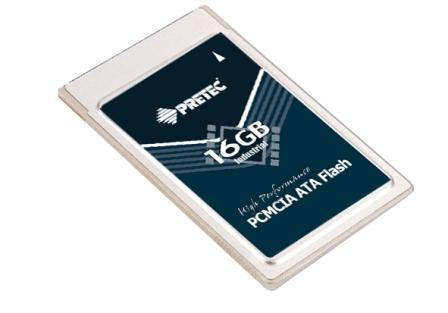 PRETEC
16GB
Industrial
High Performance
PCMCIA ATA Flash